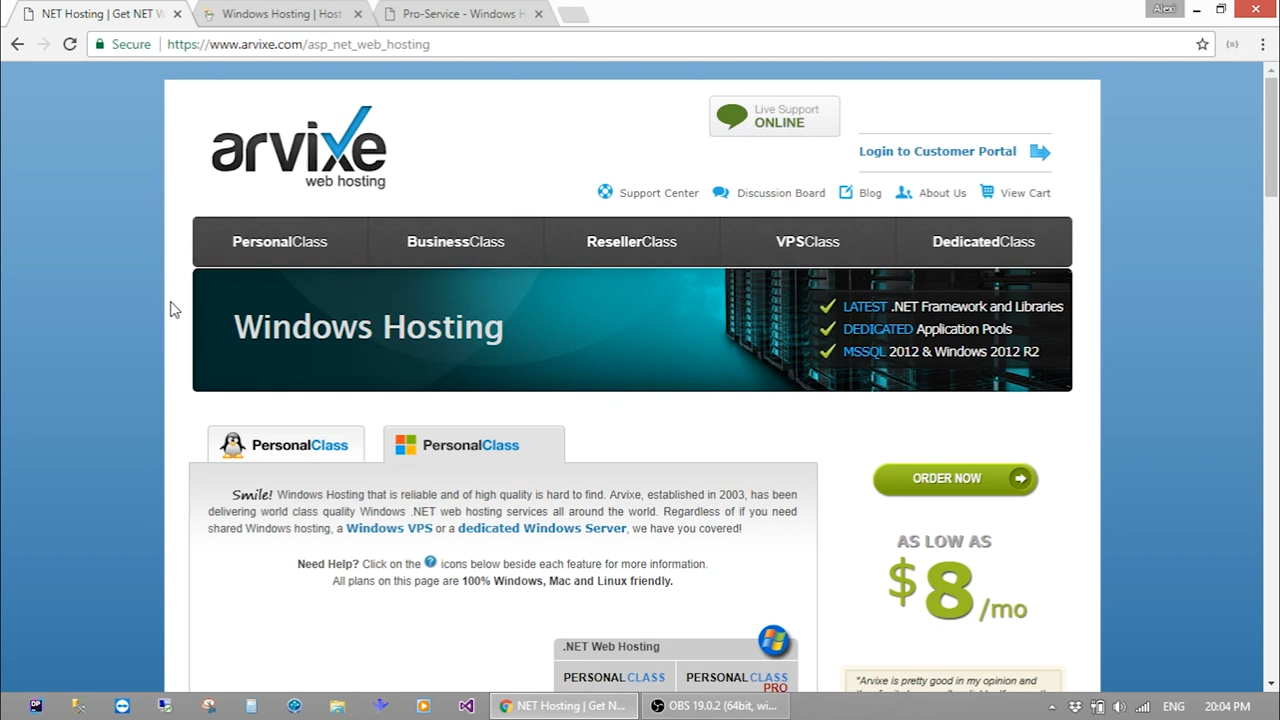 NET Hosting | Get NET W
Windows Hosting | Host
Pro-Service - Windows H
Alexi
Secure
https://www.arvixe.com/asp_net_web_hosting
arvixe
web hosting
Live Support
ONLINE
Login to Customer Portal
Support Center
Discussion Board
Blog
About Us
View Cart
PersonalClass
BusinessClass
ResellerClass
VPSClass
DedicatedClass
Windows Hosting
LATEST .NET Framework and Libraries
DEDICATED Application Pools
MSSQL 2012 & Windows 2012 R2
PersonalClass
PersonalClass
Smile! Windows Hosting that is reliable and of high quality is hard to find. Arvixe, established in 2003, has been
delivering world class quality Windows .NET web hosting services all around the world. Regardless of if you need
shared Windows hosting, a Windows VPS or a dedicated Windows Server, we have you covered!
Need Help? Click on the ? icons below beside each feature for more information.
All plans on this page are 100% Windows, Mac and Linux friendly.
ORDER NOW
AS LOW AS
$8/mo
.NET Web Hosting
PERSONALCLASS
PERSONALCLASS
PRO
"Arvixe is pretty good in my opinion and
NET Hosting | Get N...
OBS 19.0.2 (64bit, wi...
ENG
20:04 PM